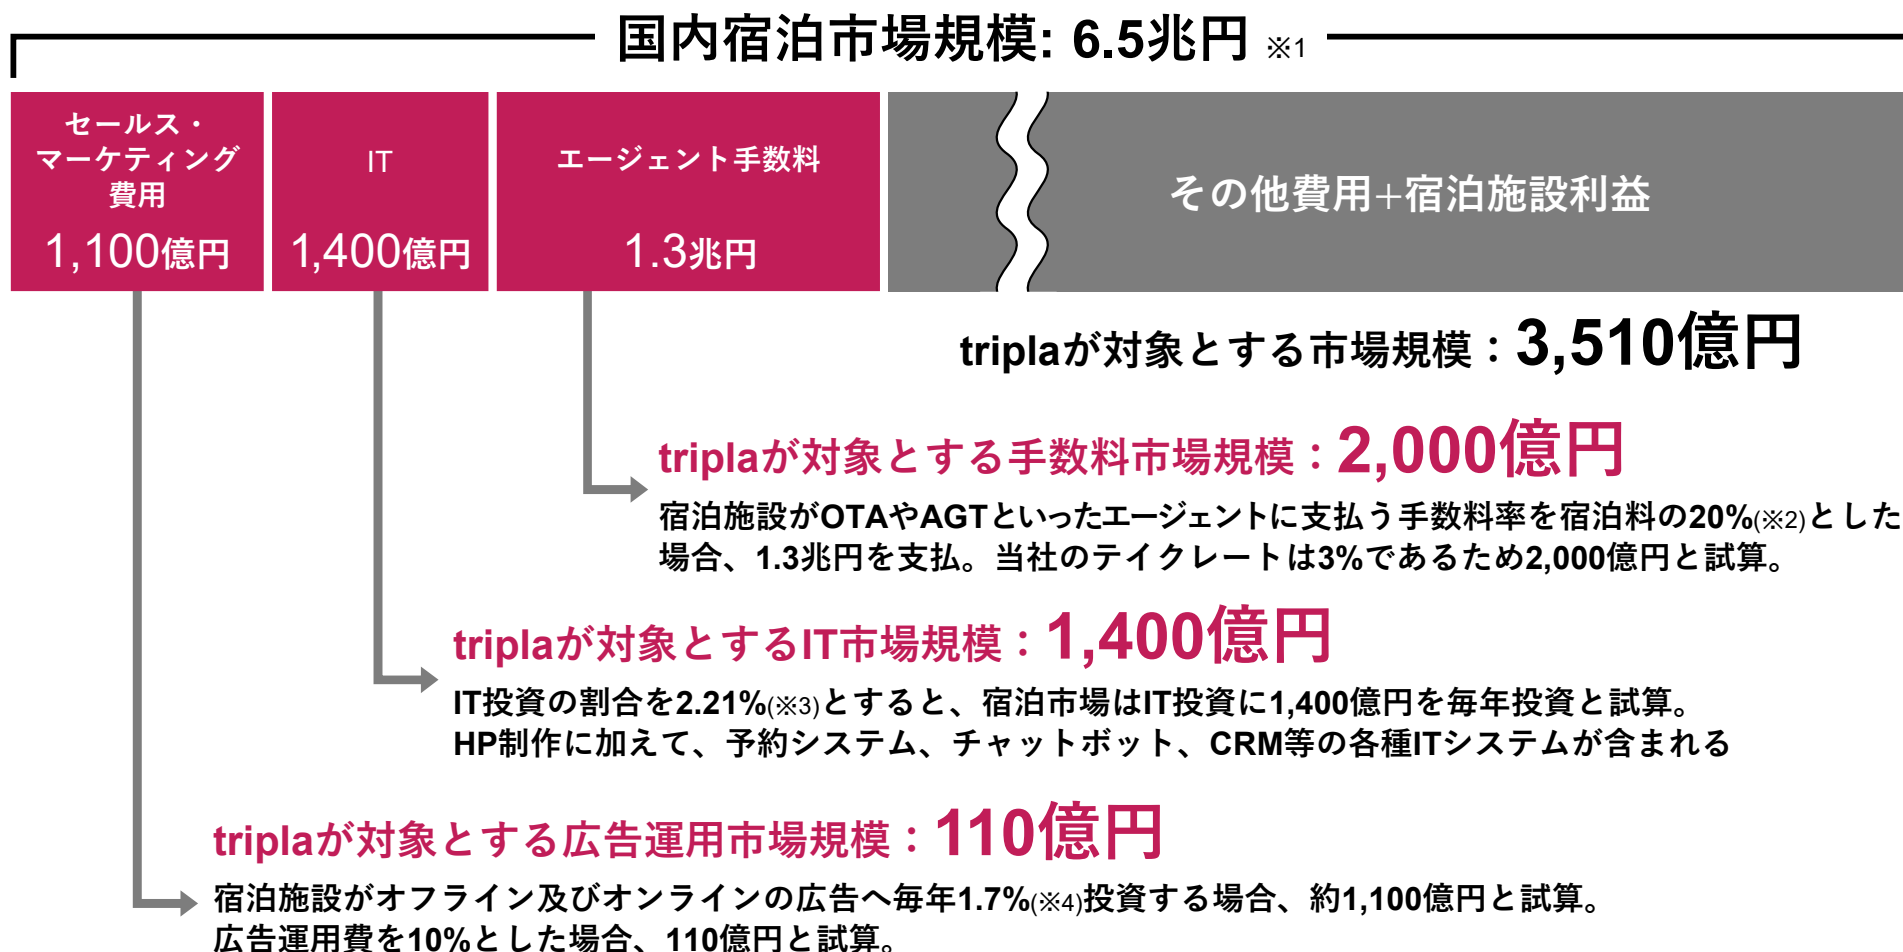 国内宿泊市場規模: 6.5兆円 ※1
セールス・
マーケティング
費用
1,100億円
IT
1,400億円
エージェント手数料
1.3兆円
その他費用+宿泊施設利益
triplaが対象とする市場規模：3,510億円
triplaが対象とする手数料市場規模：2,000億円
宿泊施設がOTAやAGTといったエージェントに支払う手数料率を宿泊料の20%(※2)とした
場合、1.3兆円を支払。当社のテイクレートは3%であるため2,000億円と試算。
triplaが対象とするIT市場規模：1,400億円
IT投資の割合を2.21%(※3)とすると、宿泊市場はIT投資に1,400億円を毎年投資と試算。
HP制作に加えて、予約システム、チャットボット、CRM等の各種ITシステムが含まれる
triplaが対象とする広告運用市場規模：110億円
宿泊施設がオフライン及びオンラインの広告へ毎年1.7%(※4)投資する場合、約1,100億円と試算。
広告運用費を10%とした場合、110億円と試算。